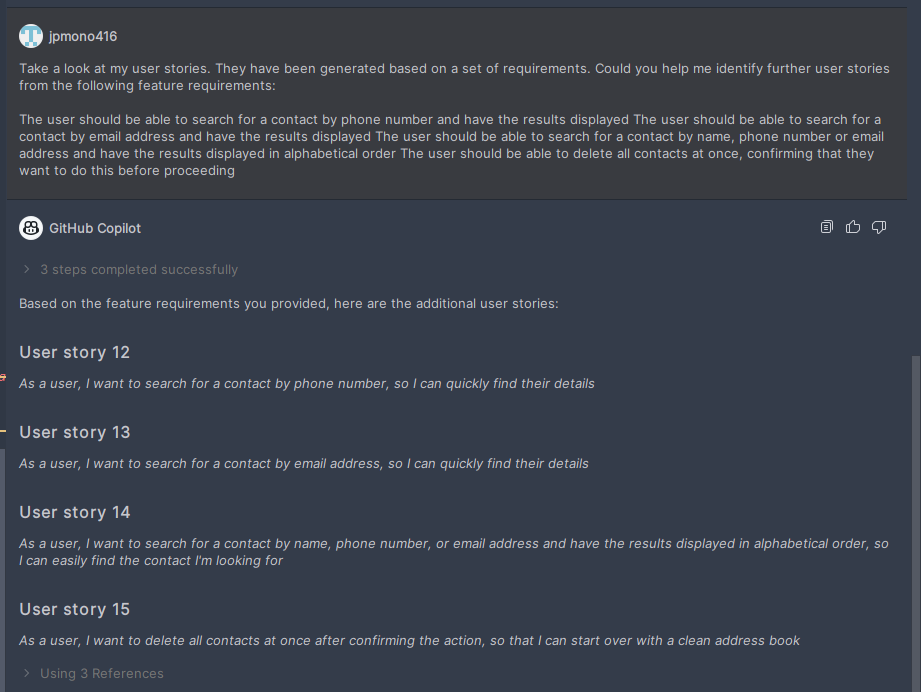 jpmono416
Take a look at my user stories. They have been generated based on a set of requirements. Could you help me identify further user stories
from the following feature requirements:
The user should be able to search for a contact by phone number and have the results displayed The user should be able to search for a
contact by email address and have the results displayed The user should be able to search for a contact by name, phone number or email
address and have the results displayed in alphabetical order The user should be able to delete all contacts at once, confirming that they
want to do this before proceeding
GitHub Copilot
3 steps completed successfully
Based on the feature requirements you provided, here are the additional user stories:
User story 12
As a user, I want to search for a contact by phone number, so I can quickly find their details
User story 13
As a user, I want to search for a contact by email address, so I can quickly find their details
User story 14
As a user, I want to search for a contact by name, phone number, or email address and have the results displayed in alphabetical order, so
I can easily find the contact I'm looking for
User story 15
As a user, I want to delete all contacts at once after confirming the action, so that I can start over with a clean address book
Using 3 References